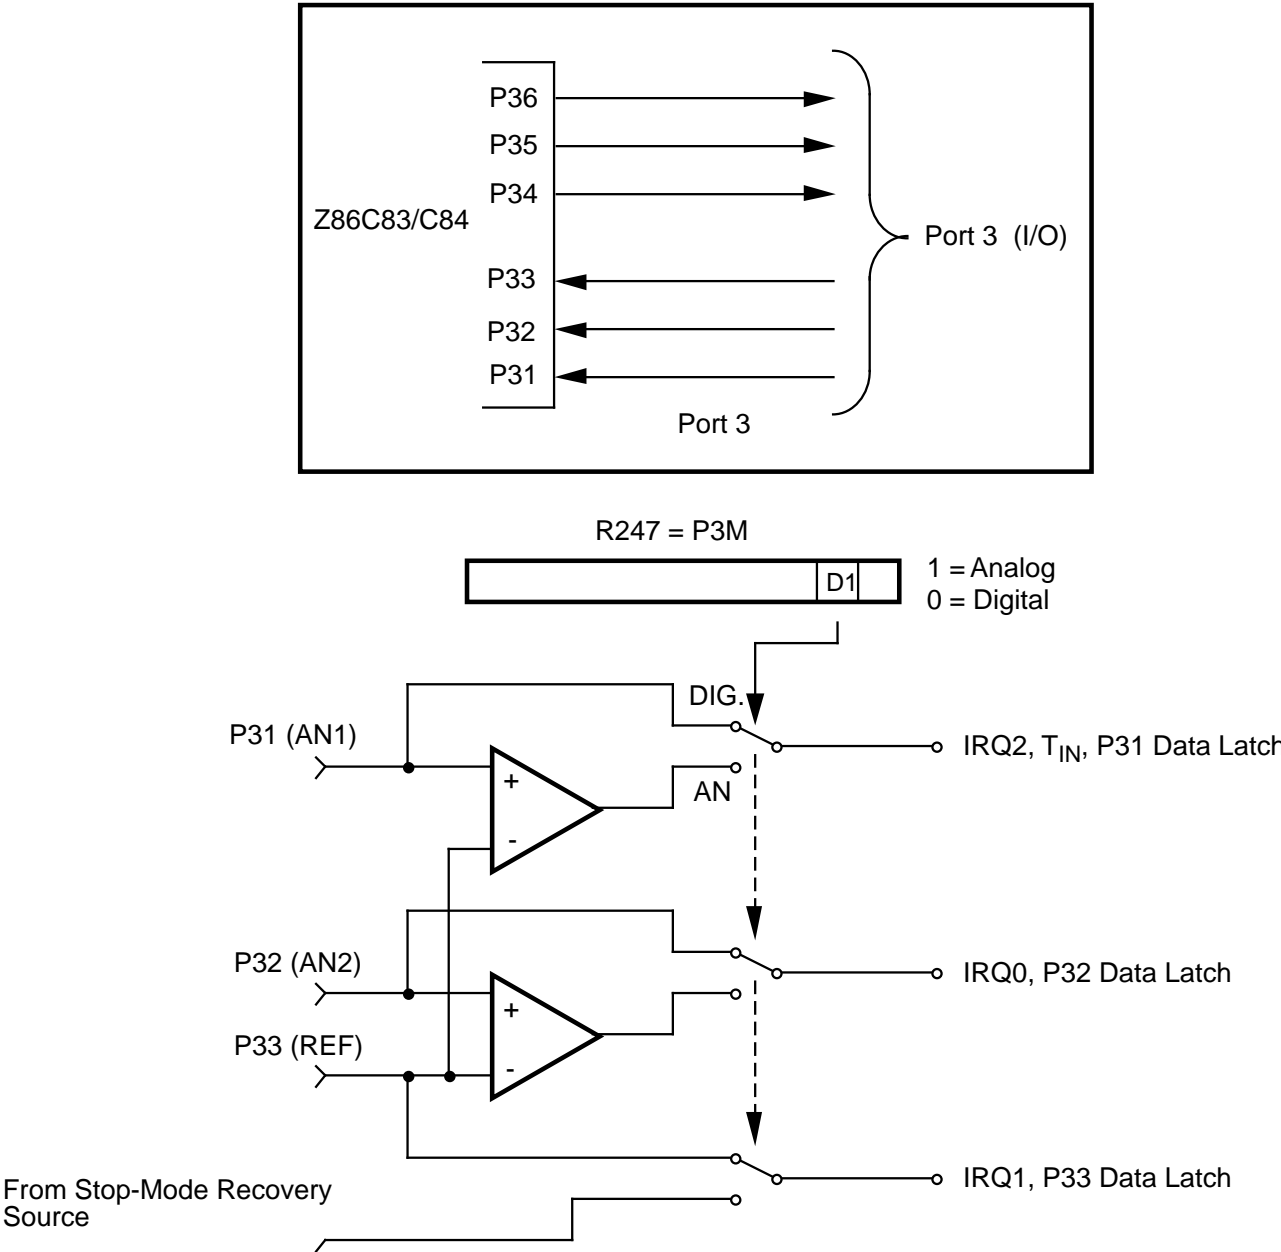 P36
P35
P34
Z86C83/C84
Port 3 (I/O)
P33
P32
P31
Port 3
R247 = P3M
D1
1 = Analog
0 = Digital
DIG.
P31 (AN1)
IRQ2, TIN, P31 Data Latch
+
AN
-
P32 (AN2)
IRQ0, P32 Data Latch
+
P33 (REF)
-
IRQ1, P33 Data Latch
From Stop-Mode Recovery
Source